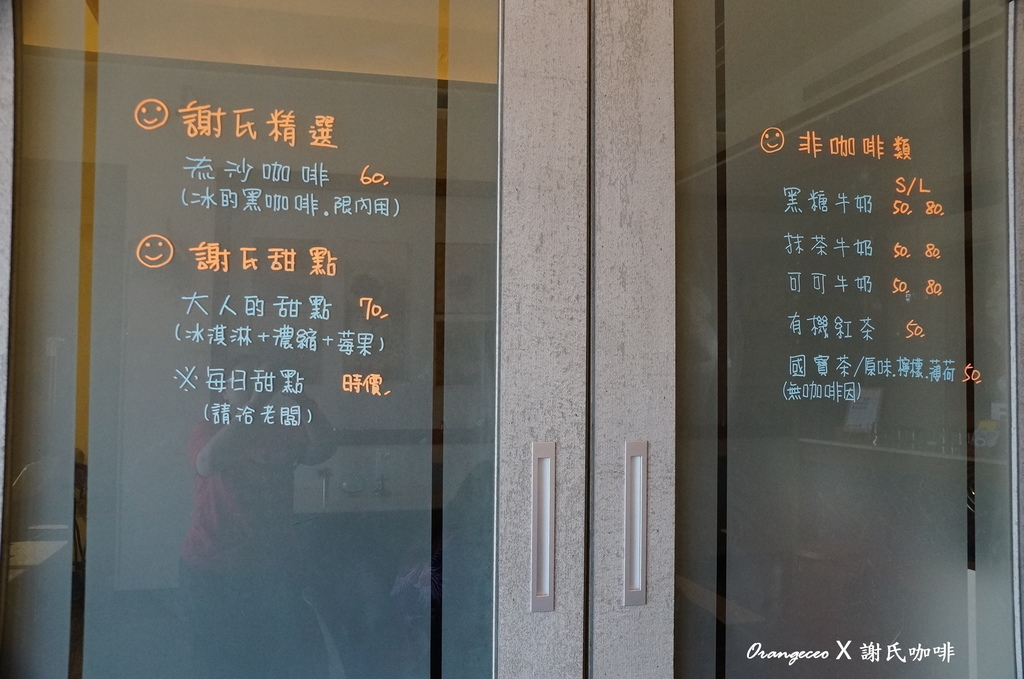 謝氏精選
流沙咖啡 60.
(冰的黑咖啡.限內用)
謝氏甜點
大人的甜點 70.
(冰淇淋+濃縮+莓果)
※每日甜點 時價.
(請洽老闆)
非咖啡類
S/L
黑糖牛奶 50. 80.
抹茶牛奶 50. 80.
可可牛奶 50. 80.
有機紅茶 50.
國寶茶/原味.檸檬.薄荷 50.
(無咖啡因)
Orangeceo X 謝氏咖啡